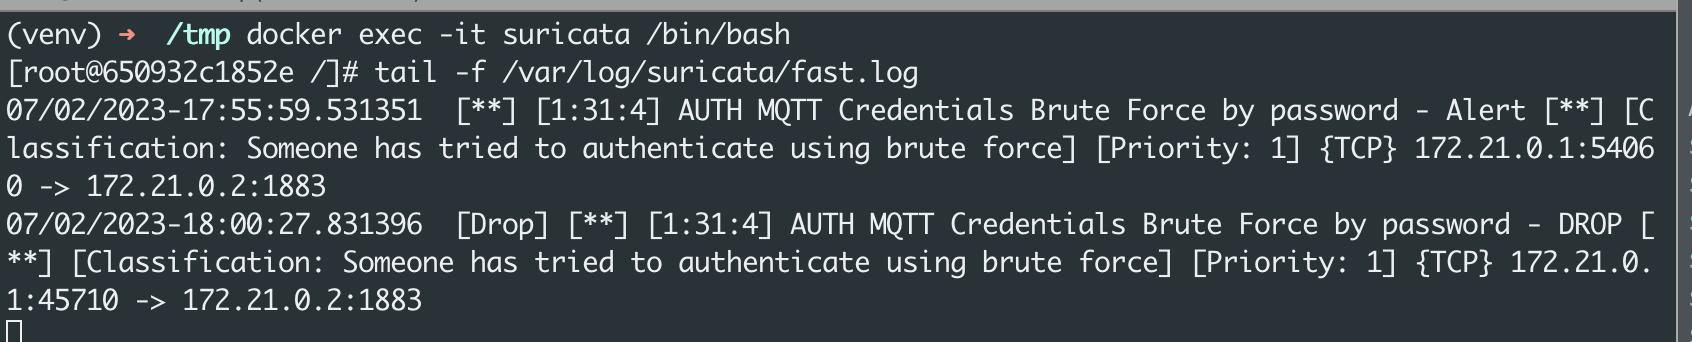 (venv) ➜  /tmp docker exec -it suricata /bin/bash
[root@650932c1852e /]# tail -f /var/log/suricata/fast.log
07/02/2023-17:55:59.531351  [**] [1:31:4] AUTH MQTT Credentials Brute Force by password - Alert [**] [C
lassification: Someone has tried to authenticate using brute force] [Priority: 1] {TCP} 172.21.0.1:5406
0 -> 172.21.0.2:1883
07/02/2023-18:00:27.831396  [Drop] [**] [1:31:4] AUTH MQTT Credentials Brute Force by password - DROP [
**] [Classification: Someone has tried to authenticate using brute force] [Priority: 1] {TCP} 172.21.0.
1:45710 -> 172.21.0.2:1883